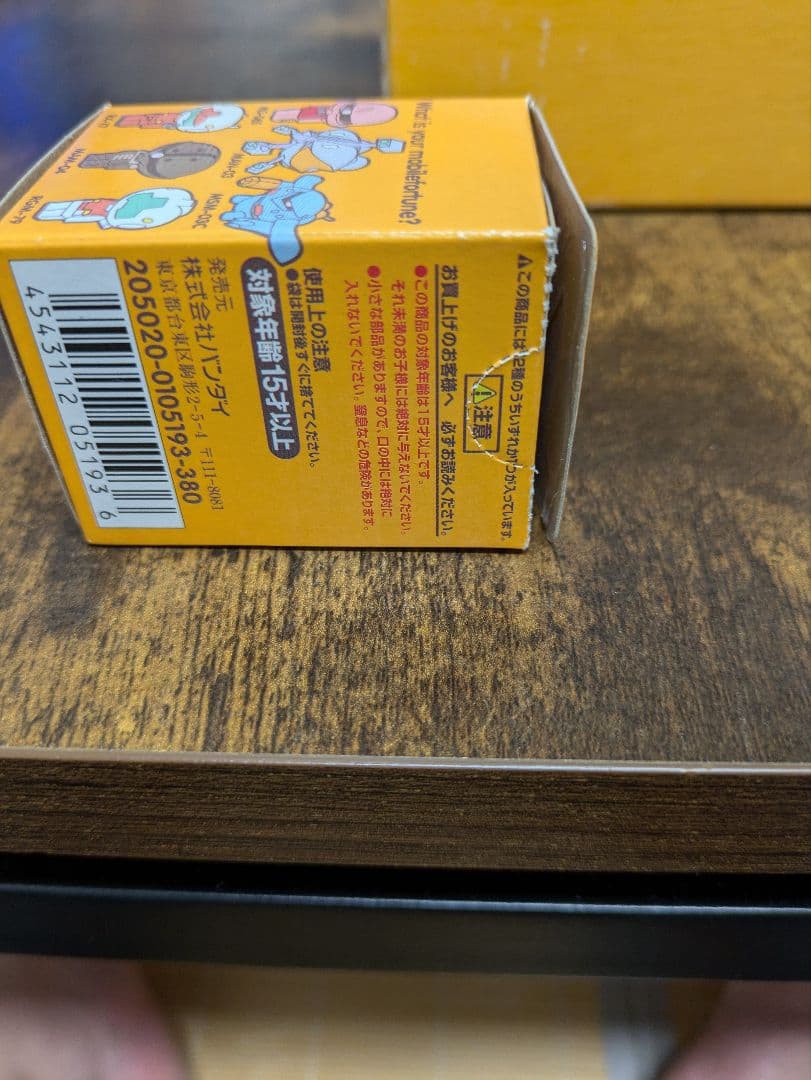 What is your mobilefortune?
RX-77
MAM-04
RGM-79
MAN-03
MSM-03C
⚠この商品には12種のうちいずれか1つが入っています。
注意
お買上げのお客様へ 必ずお読みください。
●この商品の対象年齢は15才以上です。
それ未満のお子様には絶対に与えないでください。
●小さな部品がありますので、口の中には絶対に
入れないでください。窒息などの危険があります。
使用上の注意
●袋は開封後すぐに捨ててください。
対象年齢15才以上
発売元
株式会社バンダイ
東京都台東区駒形2-5-4 〒111-8081
205020-0105193-380
4543112 051936